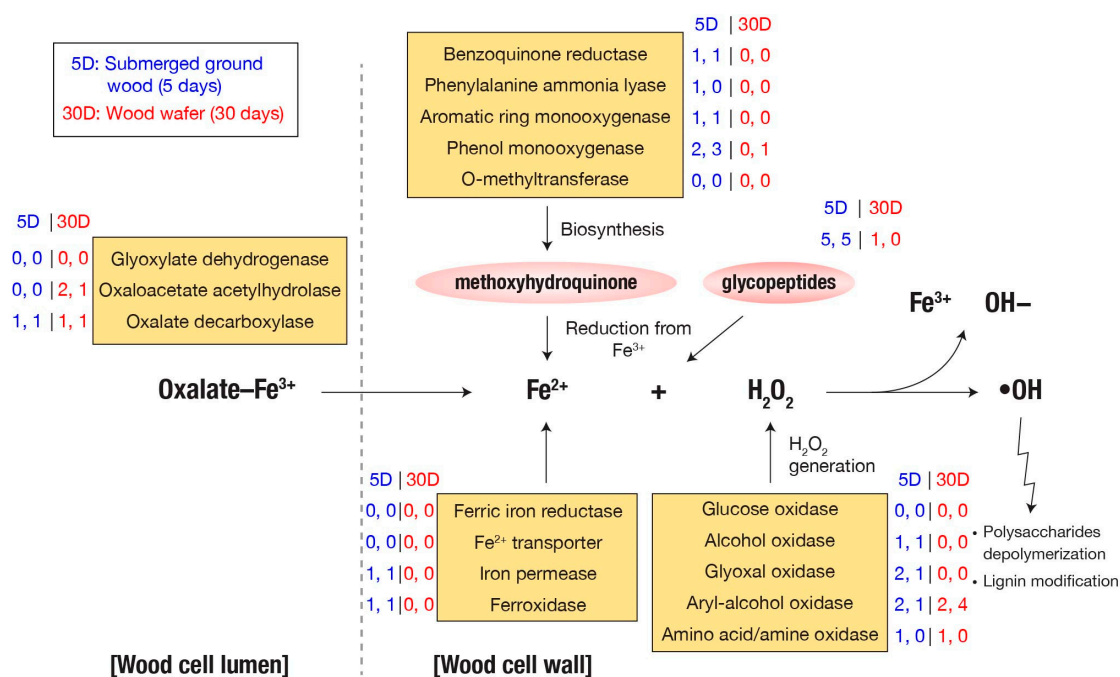 5D: Submerged ground
wood (5 days)
30D: Wood wafer (30 days)
5D | 30D
Benzoquinone reductase 1, 1 | 0, 0
Phenylalanine ammonia lyase 1, 0 | 0, 0
Aromatic ring monooxygenase 1, 1 | 0, 0
Phenol monooxygenase 2, 3 | 0, 1
O-methyltransferase 0, 0 | 0, 0
Biosynthesis
5D | 30D
5, 5 | 1, 0
5D | 30D
0, 0 | 0, 0 Glyoxylate dehydrogenase
0, 0 | 2, 1 Oxaloacetate acetylhydrolase
1, 1 | 1, 1 Oxalate decarboxylase
methoxyhydroquinone
glycopeptides
Reduction from
Fe³⁺
Fe³⁺ OH–
Oxalate–Fe³⁺ Fe²⁺ + H₂O₂ •OH
H₂O₂
generation
5D | 30D
0, 0 | 0, 0 Ferric iron reductase
0, 0 | 0, 0 Fe²⁺ transporter
1, 1 | 0, 0 Iron permease
1, 1 | 0, 0 Ferroxidase
5D | 30D
Glucose oxidase 0, 0 | 0, 0
Alcohol oxidase 1, 1 | 0, 0
Glyoxal oxidase 2, 1 | 0, 0
Aryl-alcohol oxidase 2, 1 | 2, 4
Amino acid/amine oxidase 1, 0 | 1, 0
• Polysaccharides
depolymerization
• Lignin modification
[Wood cell lumen]
[Wood cell wall]